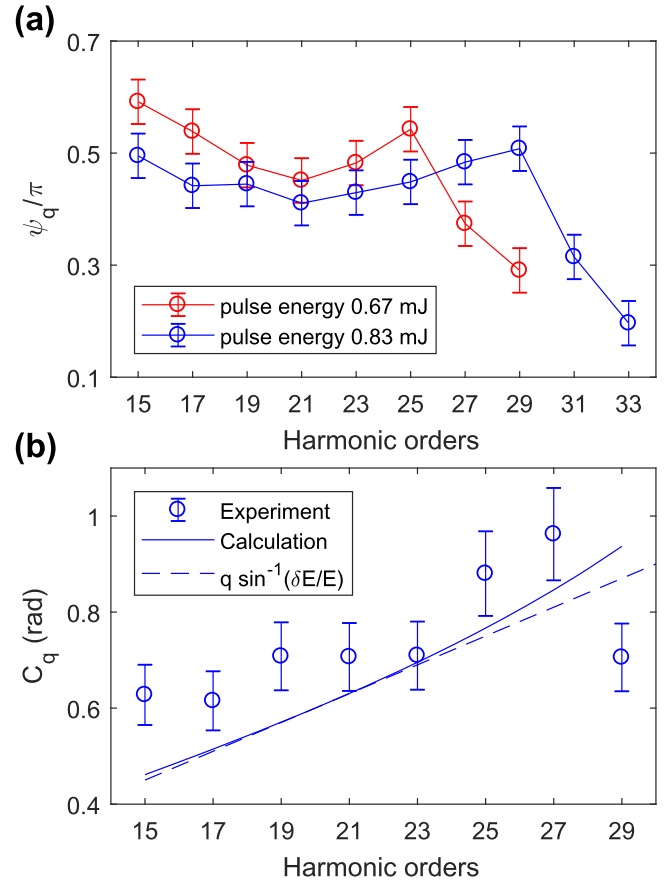 (a)
0.7
0.5
0.3
0.1
ψq/π
pulse energy 0.67 mJ
pulse energy 0.83 mJ
15 17 19 21 23 25 27 29 31 33
Harmonic orders
(b)
1
0.8
0.6
0.4
Cq (rad)
Experiment
Calculation
q sin⁻¹(δE/E)
15 17 19 21 23 25 27 29
Harmonic orders